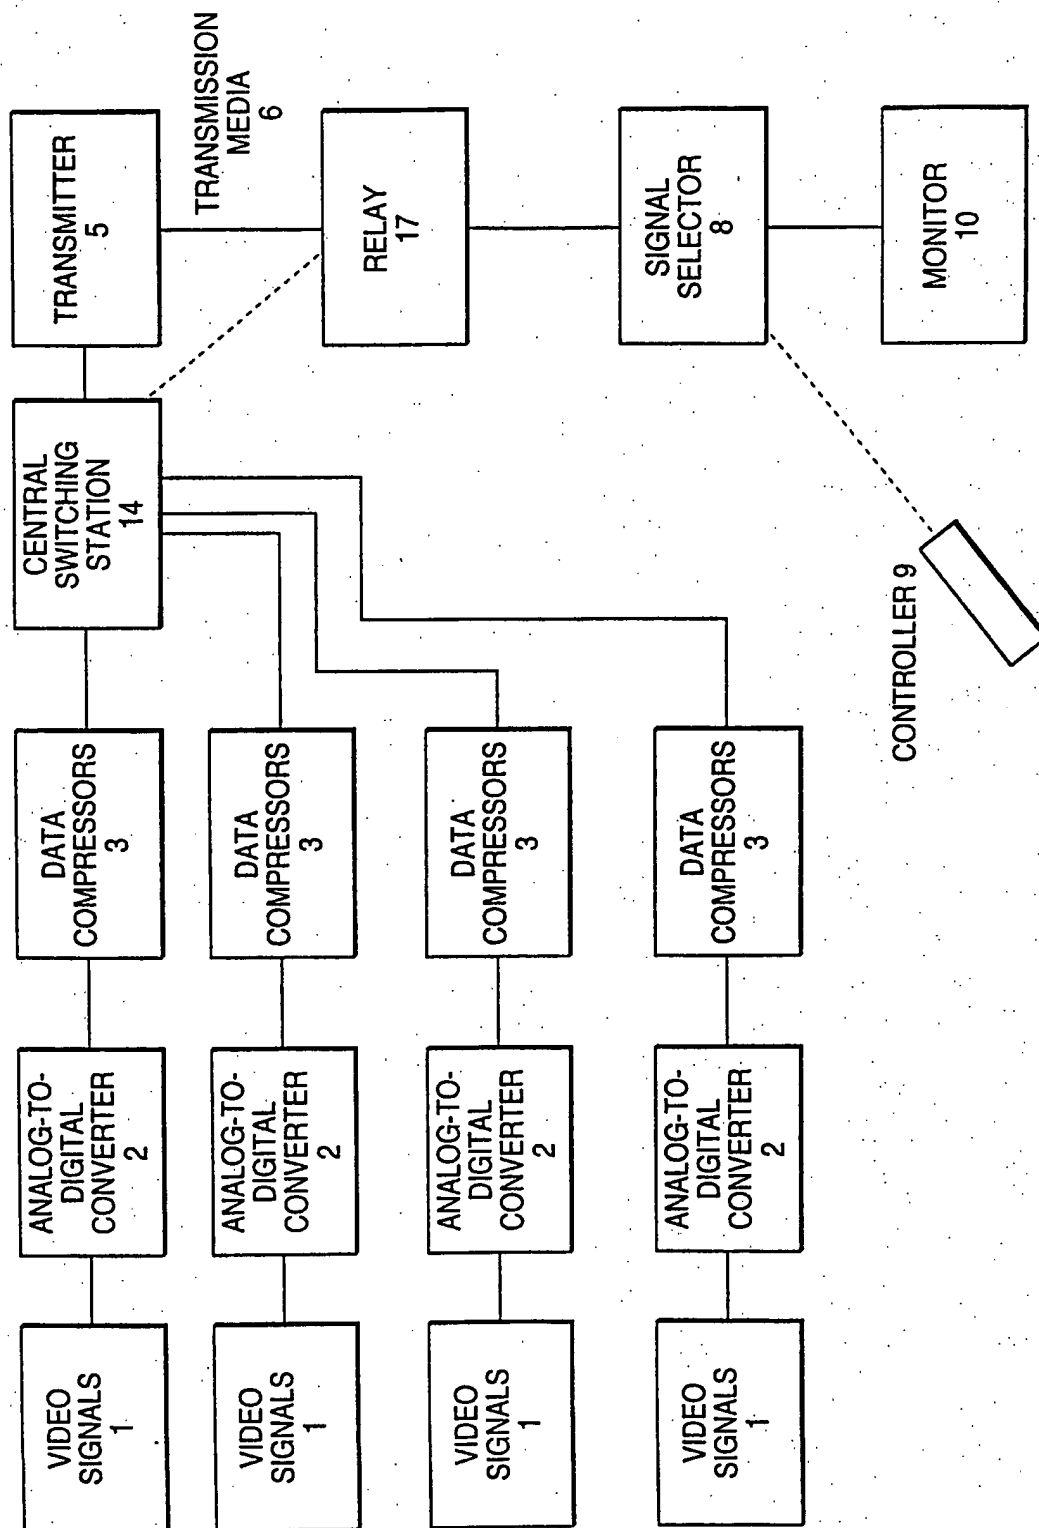 VIDEO
SIGNALS
1
ANALOG-TO-
DIGITAL
CONVERTER
2
DATA
COMPRESSORS
3
CENTRAL
SWITCHING
STATION
14
TRANSMITTER
5
VIDEO
SIGNALS
1
ANALOG-TO-
DIGITAL
CONVERTER
2
DATA
COMPRESSORS
3
TRANSMISSION
MEDIA
6
VIDEO
SIGNALS
1
ANALOG-TO-
DIGITAL
CONVERTER
2
DATA
COMPRESSORS
3
RELAY
17
VIDEO
SIGNALS
1
ANALOG-TO-
DIGITAL
CONVERTER
2
DATA
COMPRESSORS
3
SIGNAL
SELECTOR
8
CONTROLLER 9
MONITOR
10